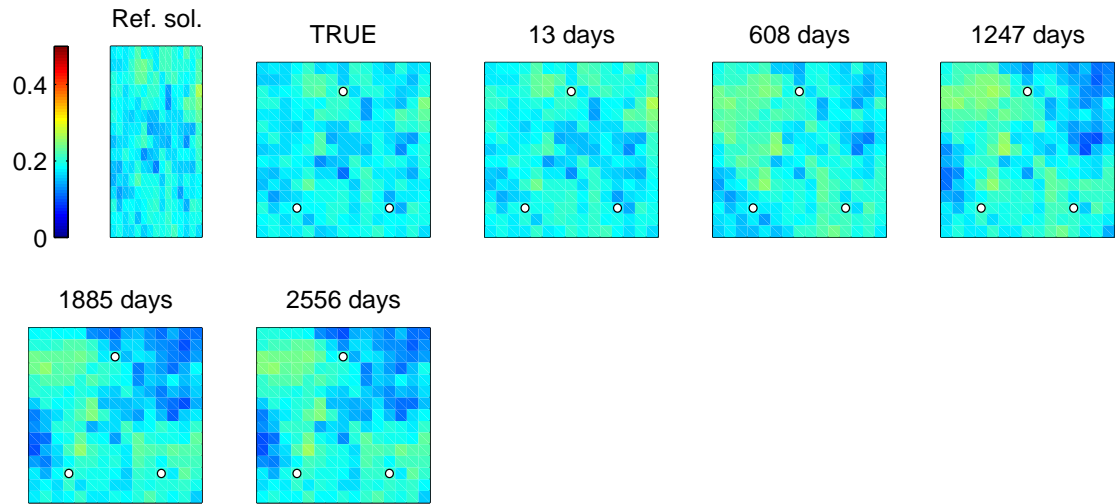 Ref. sol.
TRUE
13 days
608 days
1247 days
0.4
0.2
0
1885 days
2556 days